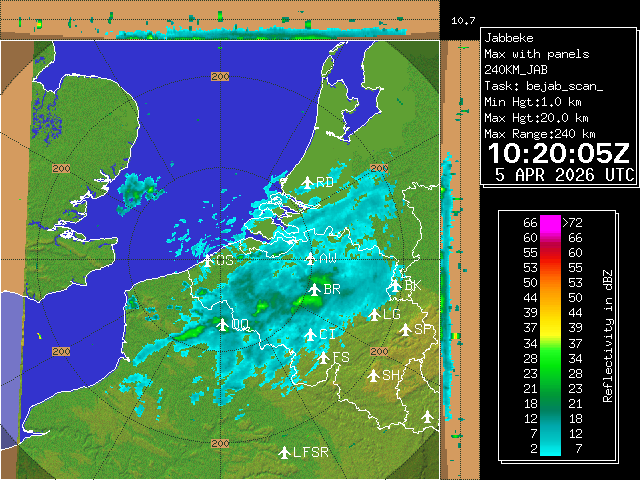 10.7
Jabbeke
Max with panels
240KM_JAB
Task: bejab_scan_
Min Hgt:1.0 km
Max Hgt:20.0 km
Max Range:240 km
10:20:05Z
5 APR 2026 UTC
200
200
200
RD
OS
AW
BR
BK
LG
QO
CI
SP
FS
SH
200
200
LFSR
66 >72
60 66
55 60
53 55
50 53
44 50
39 44
37 39
34 37
28 34
23 28
21 23
18 21
12 18
7 12
2 7
Reflectivity in dBZ